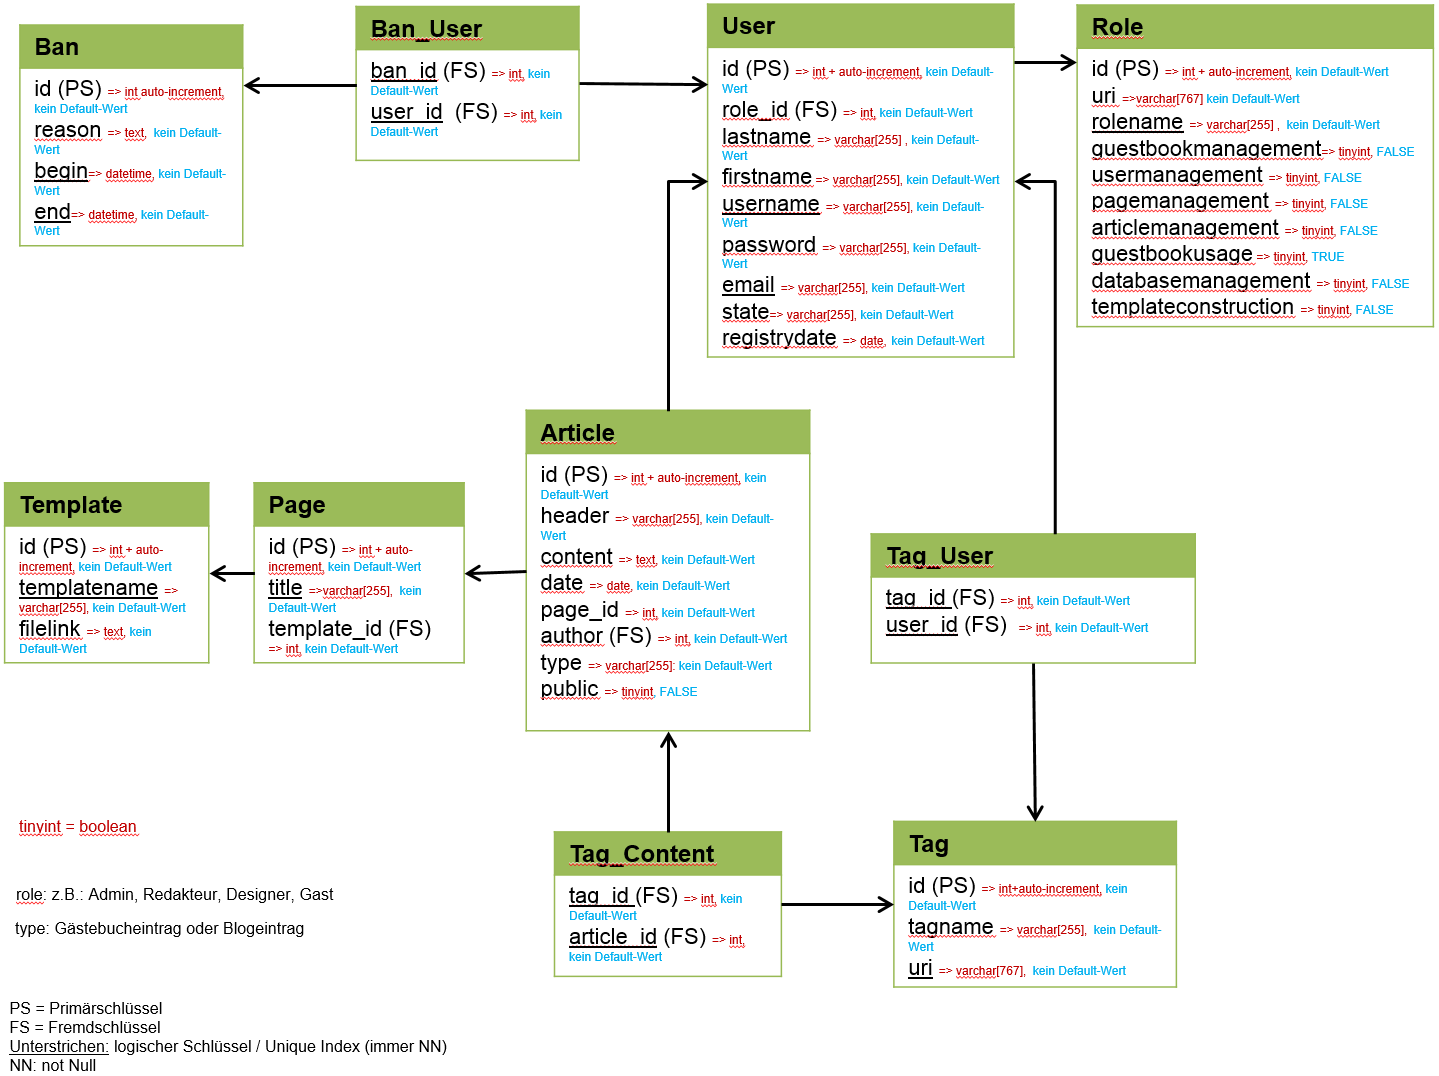 Ban
id (PS) => int auto-increment,
kein Default-Wert
reason => text, kein Default-
Wert
begin=> datetime, kein Default-
Wert
end=> datetime, kein Default-
Wert
Ban_User
ban_id (FS) => int, kein
Default-Wert
user_id (FS) => int, kein
Default-Wert
User
id (PS) => int + auto-increment, kein Default-
Wert
role_id (FS) => int, kein Default-Wert
lastname => varchar[255] , kein Default-
Wert
firstname => varchar[255], kein Default-Wert
username => varchar[255], kein Default-
Wert
password => varchar[255], kein Default-
Wert
email => varchar[255], kein Default-Wert
state=> varchar[255], kein Default-Wert
registrydate => date, kein Default-Wert
Role
id (PS) => int + auto-increment, kein Default-Wert
uri =>varchar[767] kein Default-Wert
rolename => varchar[255] , kein Default-Wert
guestbookmanagement=> tinyint, FALSE
usermanagement => tinyint, FALSE
pagemanagement => tinyint, FALSE
articlemanagement => tinyint, FALSE
guestbookusage => tinyint, TRUE
databasemanagement => tinyint, FALSE
templateconstruction => tinyint, FALSE
Template
id (PS) => int + auto-
increment, kein Default-Wert
templatename =>
varchar[255], kein Default-Wert
filelink => text, kein
Default-Wert
Page
id (PS) => int + auto-
increment, kein Default-Wert
title =>varchar[255], kein
Default-Wert
template_id (FS)
=> int, kein Default-Wert
Article
id (PS) => int + auto-increment, kein
Default-Wert
header => varchar[255], kein Default-
Wert
content => text, kein Default-Wert
date => date, kein Default-Wert
page_id => int, kein Default-Wert
author (FS) => int, kein Default-Wert
type => varchar[255]: kein Default-Wert
public => tinyint, FALSE
Tag_User
tag_id (FS) => int, kein Default-Wert
user_id (FS) => int, kein Default-Wert
Tag_Content
tag_id (FS) => int, kein
Default-Wert
article_id (FS) => int,
kein Default-Wert
Tag
id (PS) => int+auto-increment, kein
Default-Wert
tagname => varchar[255], kein Default-
Wert
uri => varchar[767], kein Default-Wert
tinyint = boolean
role: z.B.: Admin, Redakteur, Designer, Gast
type: Gästebucheintrag oder Blogeintrag
PS = Primärschlüssel
FS = Fremdschlüssel
Unterstrichen: logischer Schlüssel / Unique Index (immer NN)
NN: not Null